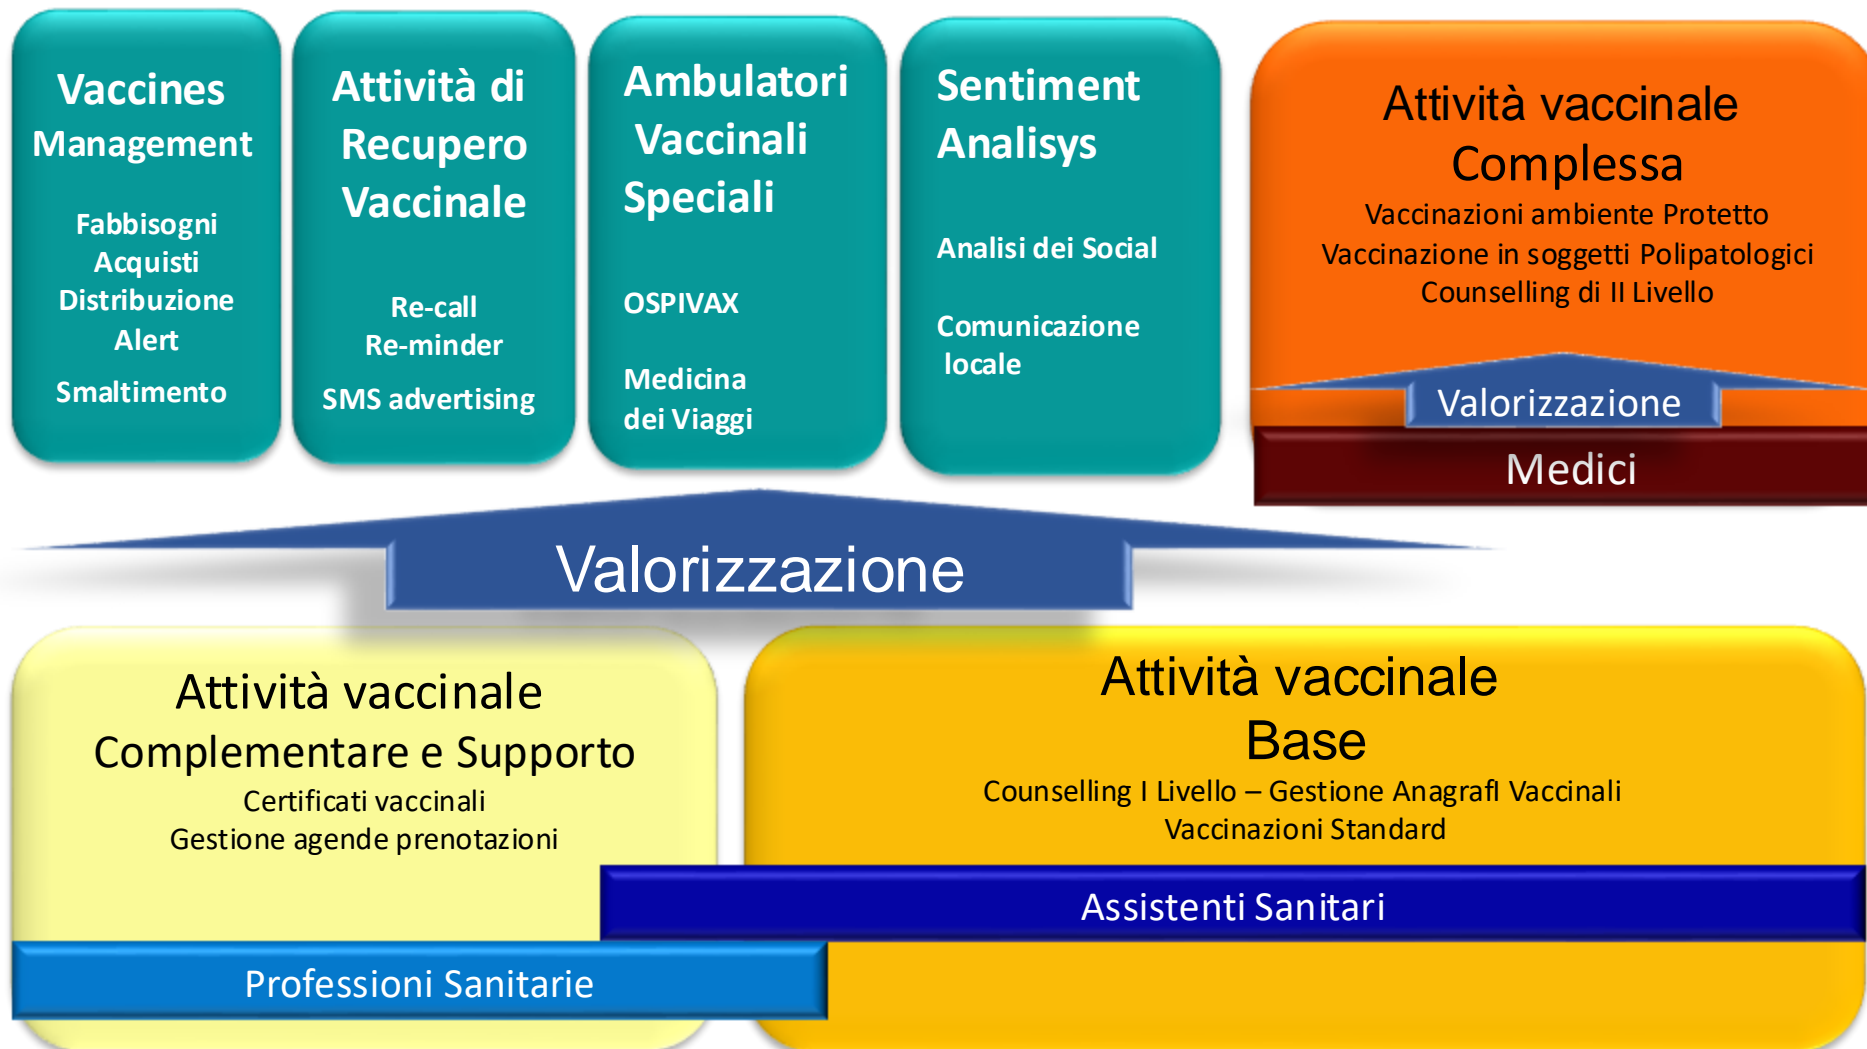 Vaccines
Management
Fabbisogni
Acquisti
Distribuzione
Alert
Smaltimento
Attività di
Recupero
Vaccinale
Re-call
Re-minder
SMS advertising
Ambulatori
Vaccinali
Speciali
OSPIVAX
Medicina
dei Viaggi
Sentiment
Analisys
Analisi dei Social
Comunicazione
locale
Attività vaccinale
Complessa
Vaccinazioni ambiente Protetto
Vaccinazione in soggetti Polipatologici
Counselling di II Livello
Valorizzazione
Medici
Valorizzazione
Attività vaccinale
Complementare e Supporto
Certificati vaccinali
Gestione agende prenotazioni
Professioni Sanitarie
Attività vaccinale
Base
Counselling I Livello – Gestione AnagrafI Vaccinali
Vaccinazioni Standard
Assistenti Sanitari